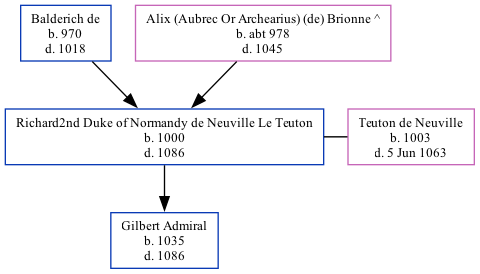 Balderich de
b. 970
d. 1018
Alix (Aubrec Or Archearius) (de) Brionne ^
b. abt 978
d. 1045
Richard2nd Duke of Normandy de Neuville Le Teuton
b. 1000
d. 1086
Teuton de Neuville
b. 1003
d. 5 Jun 1063
Gilbert Admiral
b. 1035
d. 1086